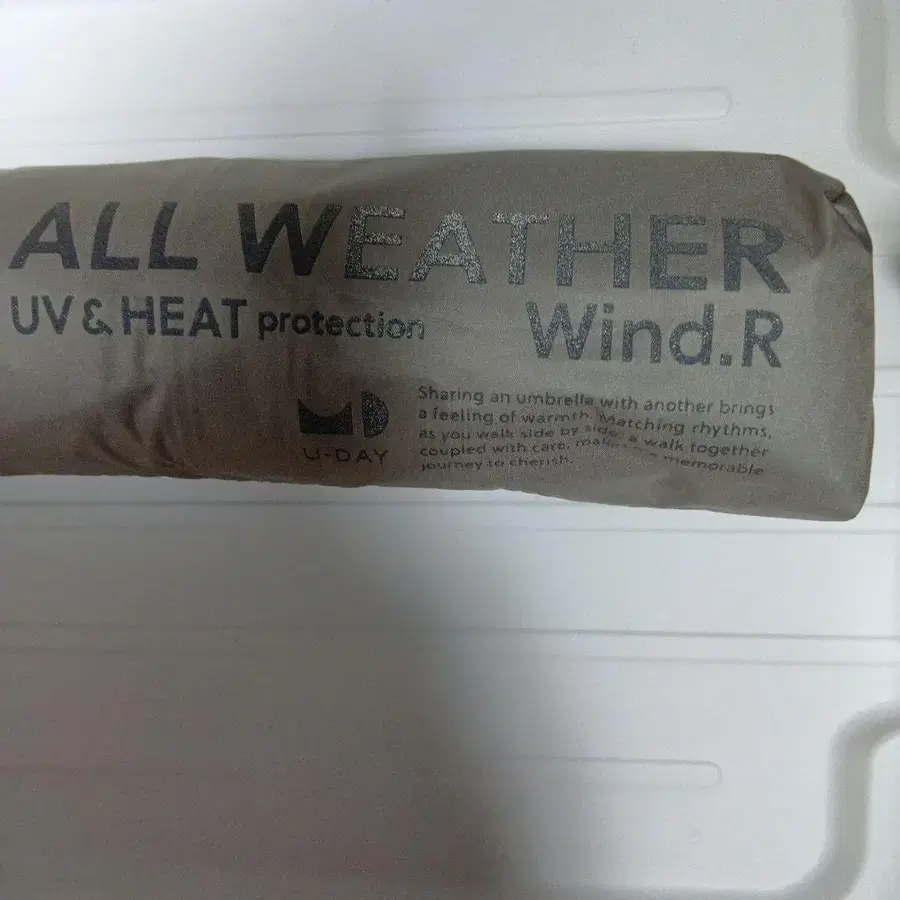 ALL WEATHER
UV & HEAT protection
Wind.R
U-DAY
Sharing an umbrella with another brings
a feeling of warmth. Matching rhythms,
as you walk side by side, a walk together
coupled with care, memorable
journey to cherish.